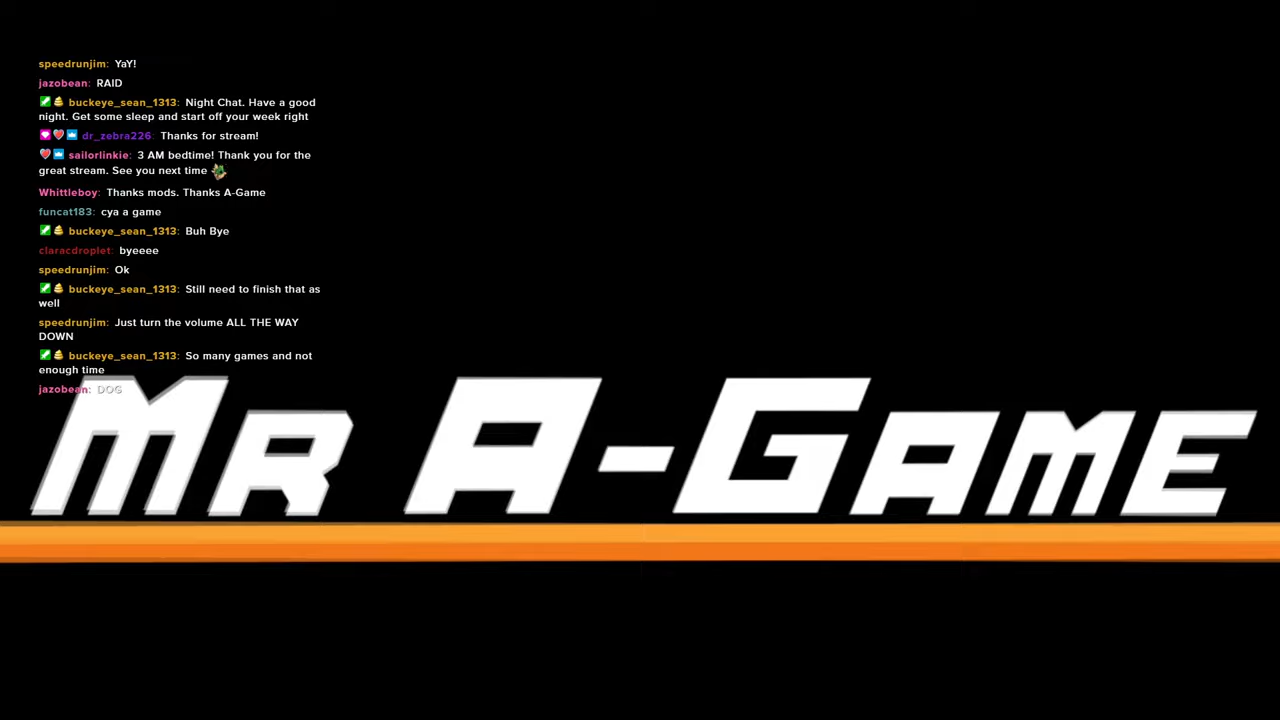 speedrunjim: YaY!
jazobean: RAID
buckeye_sean_1313: Night Chat. Have a good
night. Get some sleep and start off your week right
dr_zebra226: Thanks for stream!
sailorlinkie: 3 AM bedtime! Thank you for the
great stream. See you next time
Whittleboy: Thanks mods. Thanks A-Game
funcat183: cya a game
buckeye_sean_1313: Buh Bye
claracdroplet: byeeee
speedrunjim: Ok
buckeye_sean_1313: Still need to finish that as
well
speedrunjim: Just turn the volume ALL THE WAY
DOWN
buckeye_sean_1313: So many games and not
enough time
jazobean: DOG
MR A-GAME